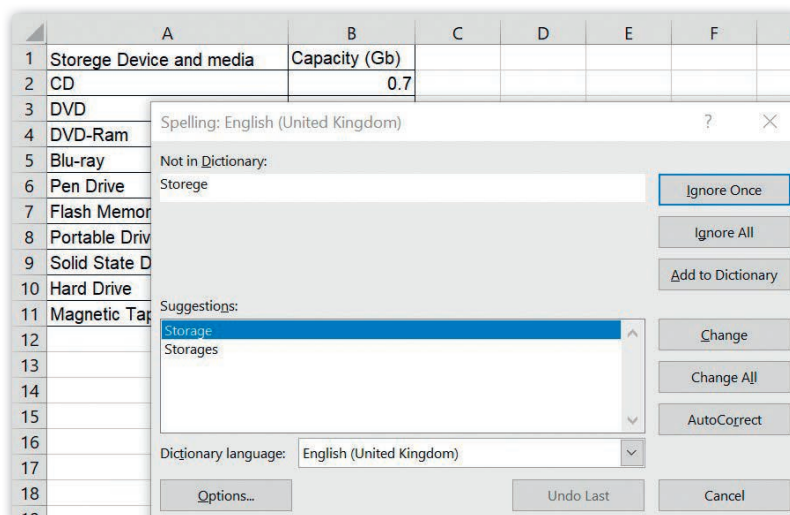 A B C D E F
1 Storege Device and media Capacity (Gb)
2 CD 0.7
3 DVD
4 DVD-Ram
5 Blu-ray
6 Pen Drive
7 Flash Memor
8 Portable Driv
9 Solid State D
10 Hard Drive
11 Magnetic Tap
12
13
14
15
16
17
18
Spelling: English (United Kingdom) ? ×
Not in Dictionary:
Storege
Ignore Once
Ignore All
Add to Dictionary
Suggestions:
Storage
Storages
Change
Change All
AutoCorrect
Dictionary language: English (United Kingdom)
Options... Undo Last Cancel